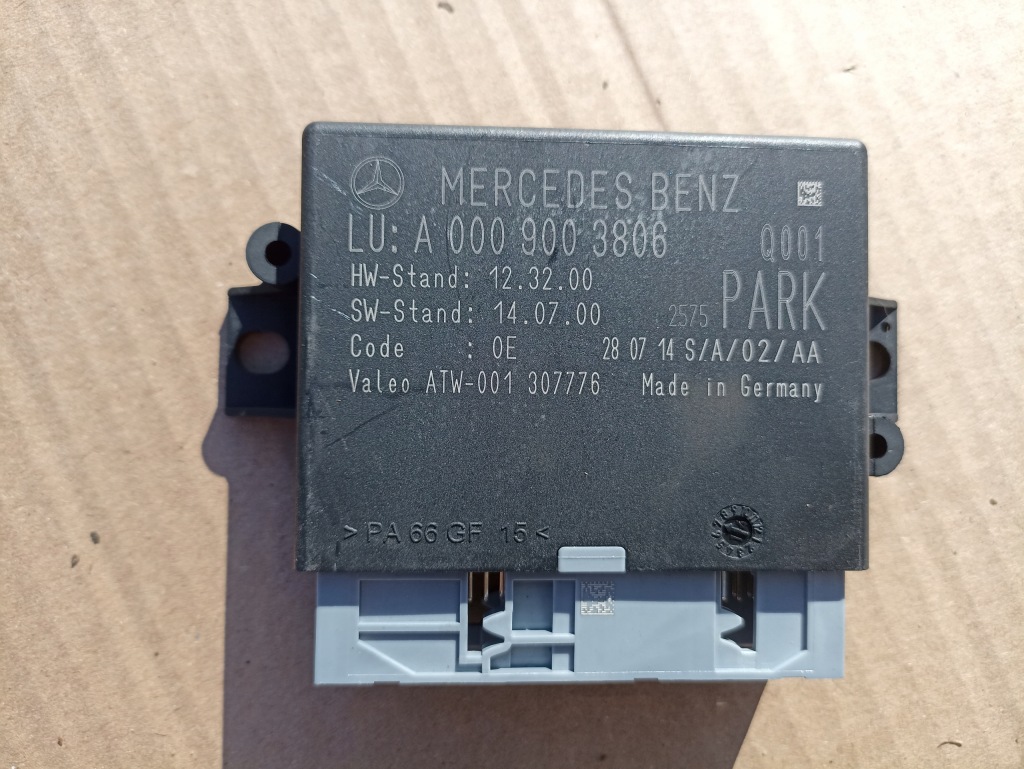 MERCEDES BENZ
LU: A 000 900 3806 Q001
HW-Stand: 12.32.00
SW-Stand: 14.07.00 2575 PARK
Code : 0E 28 07 14 S/A/02/AA
Valeo ATW-001 307776 Made in Germany
>PA 66 GF 15<